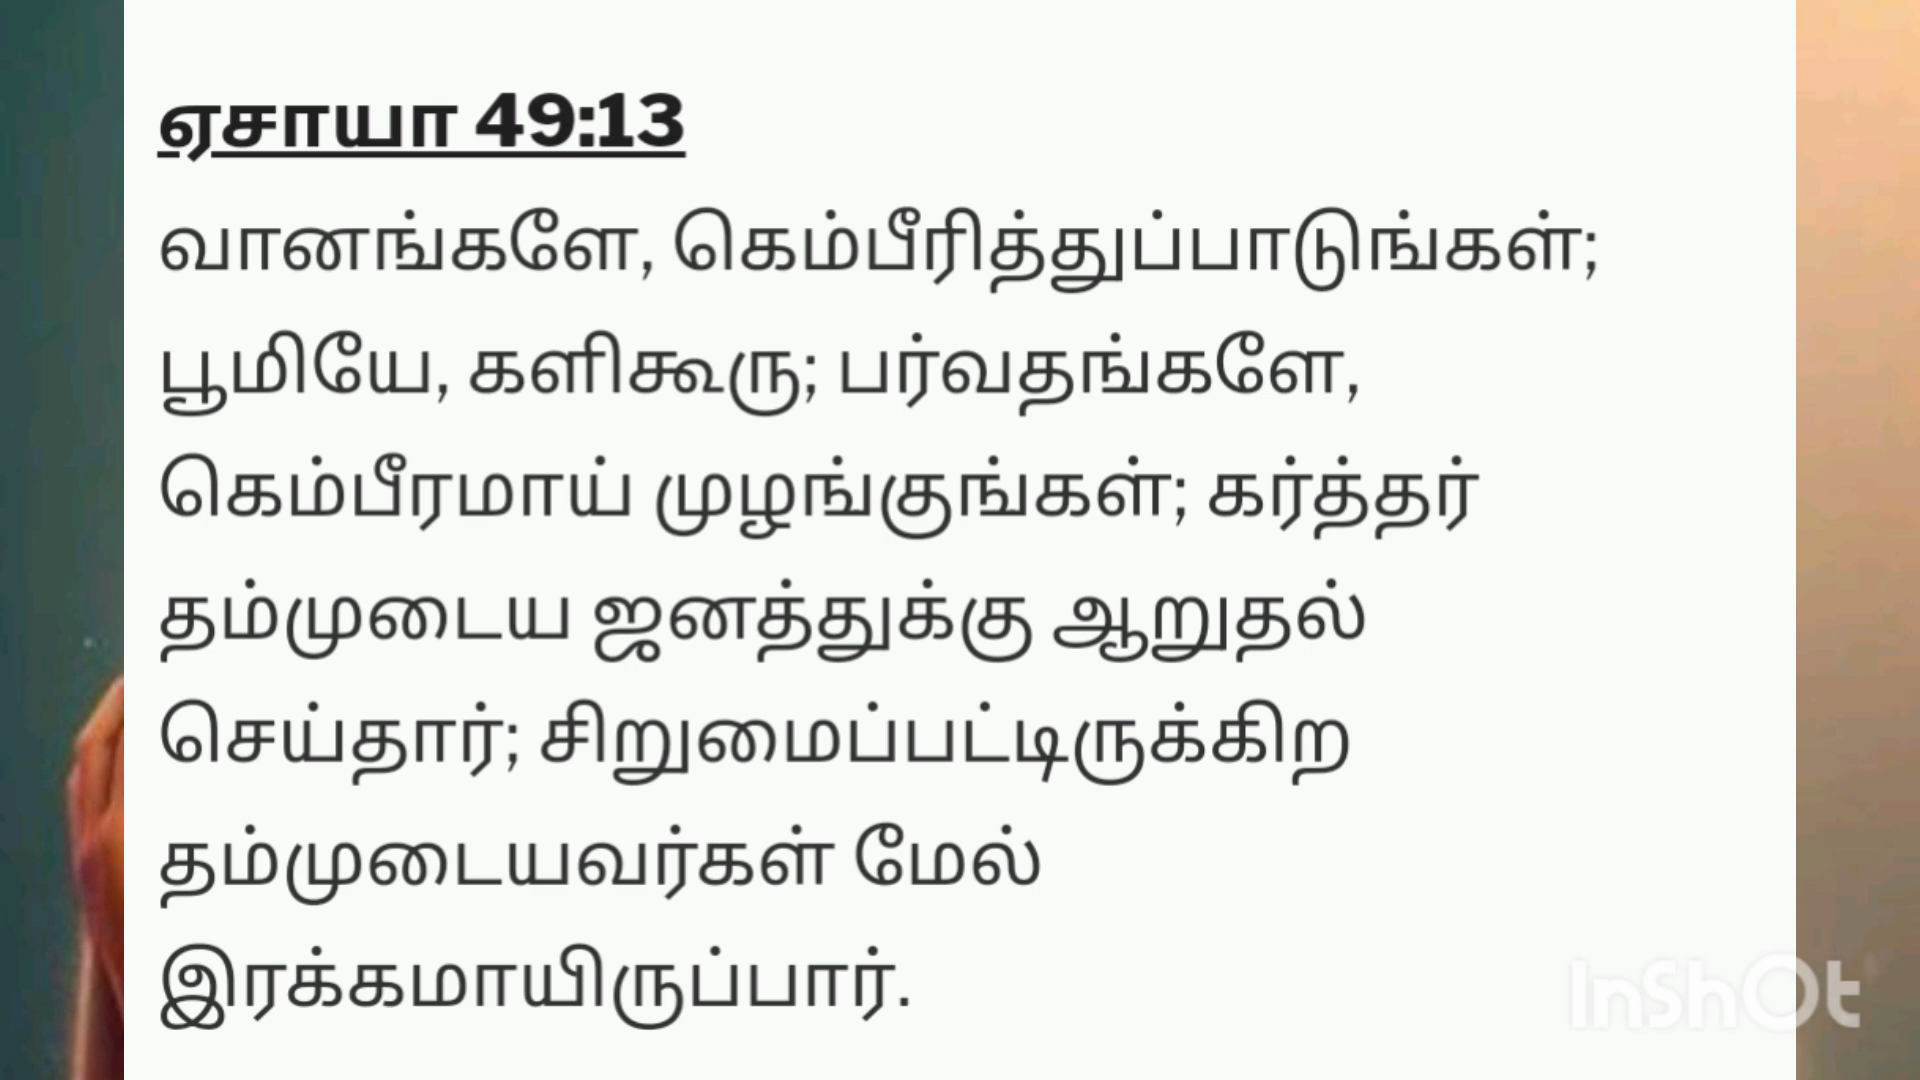 ஏசாயா 49:13
வானங்களே, கெம்பீரித்துப்பாடுங்கள்;
பூமியே, களிகூரு; பர்வதங்களே,
கெம்பீரமாய் முழங்குங்கள்; கர்த்தர்
தம்முடைய ஜனத்துக்கு ஆறுதல்
செய்தார்; சிறுமைப்பட்டிருக்கிற
தம்முடையவர்கள் மேல்
இரக்கமாயிருப்பார்.
InShOt